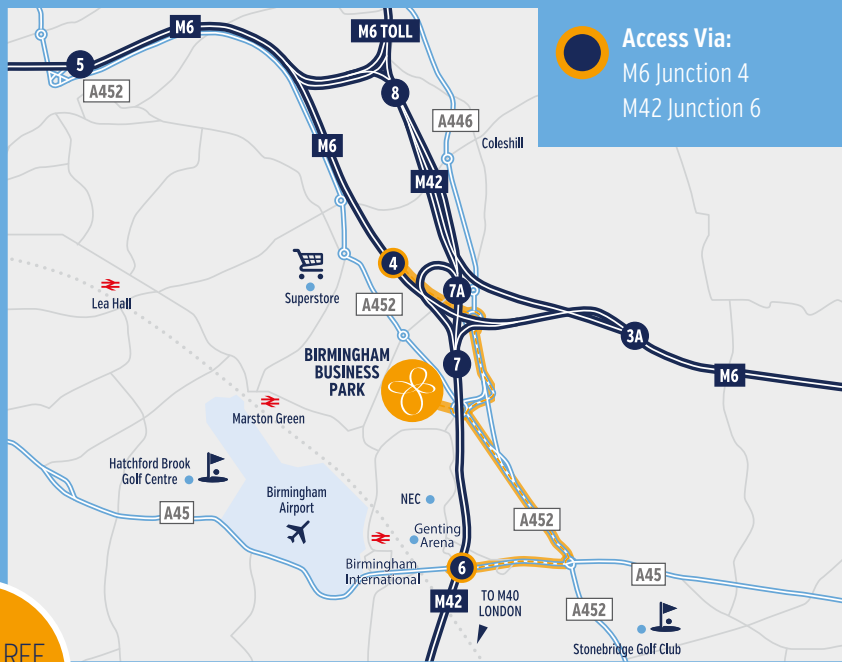 M6
M6 TOLL
Access Via:
M6 Junction 4
M42 Junction 6
5
A452
8
A446
Coleshill
M6
M42
4
7A
Superstore
A452
Lea Hall
3A
BIRMINGHAM
BUSINESS
PARK
7
M6
Marston Green
Hatchford Brook
Golf Centre
A45
Birmingham
Airport
NEC
A452
Genting
Arena
Birmingham
International
6
A45
M42
TO M40
LONDON
A452
Stonebridge Golf Club